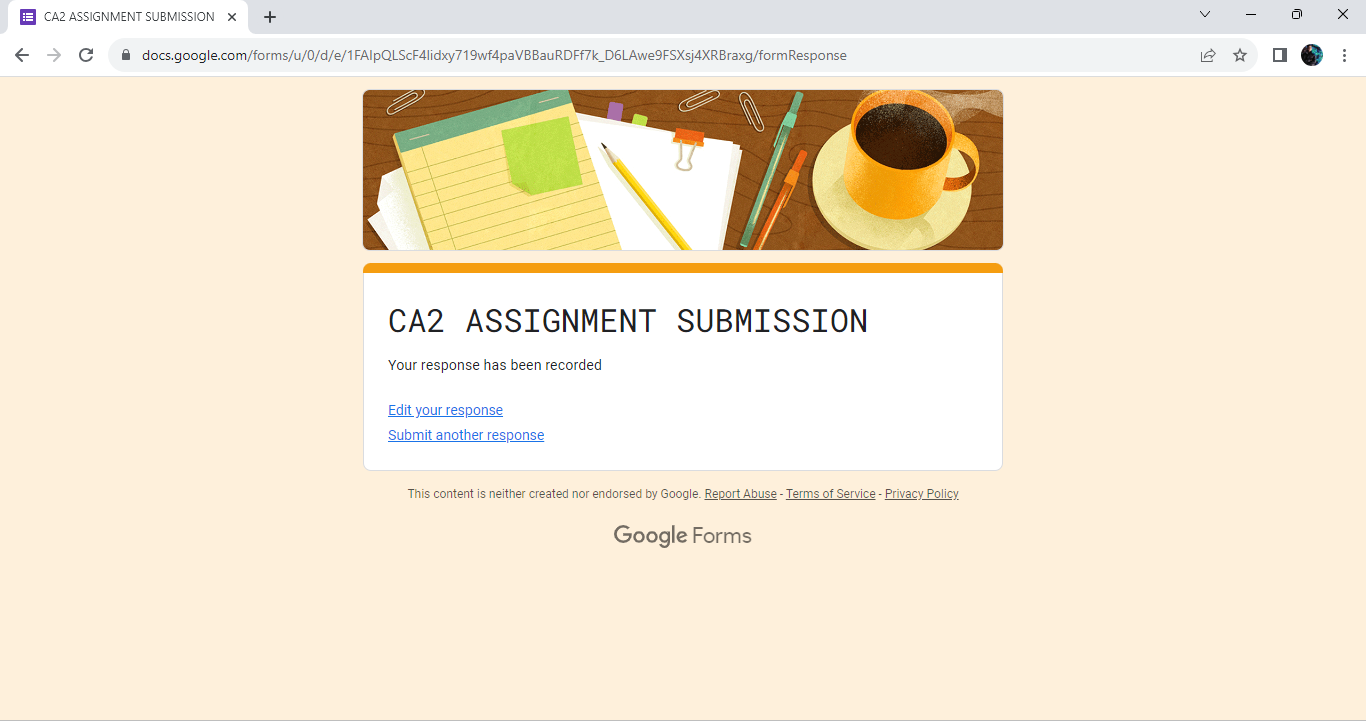 CA2 ASSIGNMENT SUBMISSION
docs.google.com/forms/u/0/d/e/1FAIpQLScF4lidxy719wf4paVBBauRDFf7k_D6LAwe9FSXsj4XRBraxg/formResponse
CA2 ASSIGNMENT SUBMISSION
Your response has been recorded
Edit your response
Submit another response
This content is neither created nor endorsed by Google. Report Abuse - Terms of Service - Privacy Policy
Google Forms